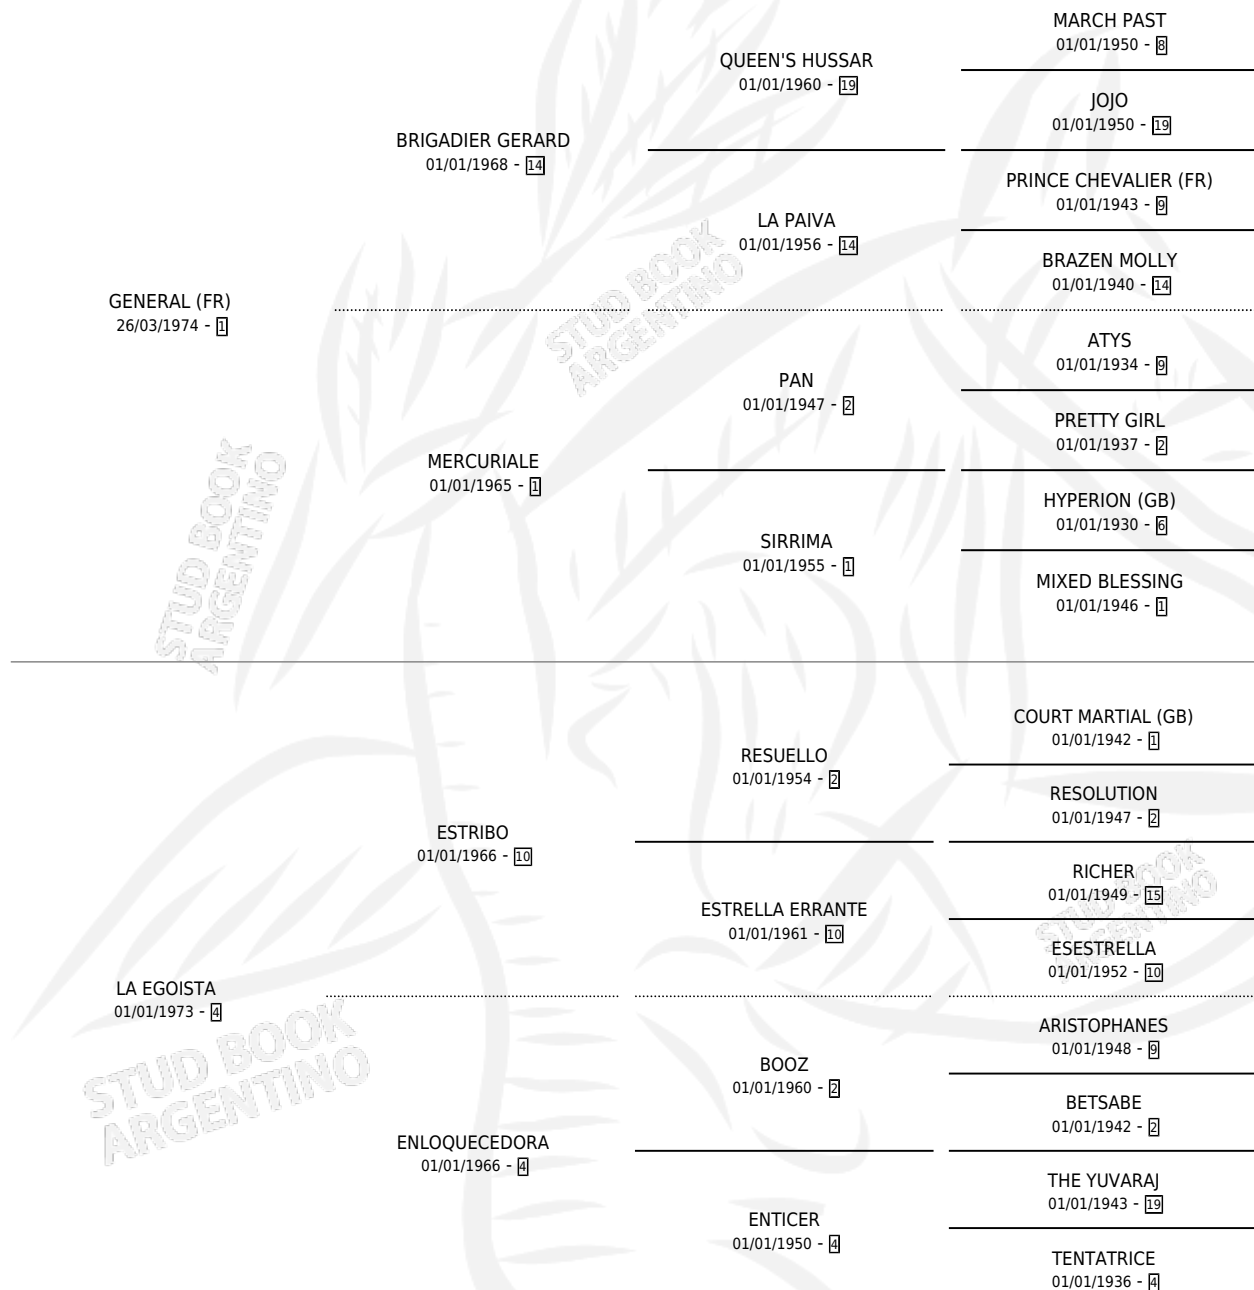 MARCH PAST
01/01/1950 - 8
QUEEN'S HUSSAR
01/01/1960 - 19
JOJO
01/01/1950 - 19
BRIGADIER GERARD
01/01/1968 - 14
PRINCE CHEVALIER (FR)
01/01/1943 - 9
LA PAIVA
01/01/1956 - 14
BRAZEN MOLLY
01/01/1940 - 14
GENERAL (FR)
26/03/1974 - 1
STUD BOOK
ARGENTINO
ATYS
01/01/1934 - 9
PAN
01/01/1947 - 2
PRETTY GIRL
01/01/1937 - 2
MERCURIALE
01/01/1965 - 1
HYPERION (GB)
01/01/1930 - 6
SIRRIMA
01/01/1955 - 1
MIXED BLESSING
01/01/1946 - 1
STUD BOOK
ARGENTINO
COURT MARTIAL (GB)
01/01/1942 - 1
RESUELLO
01/01/1954 - 2
RESOLUTION
01/01/1947 - 2
ESTRIBO
01/01/1966 - 10
RICHER
01/01/1949 - 15
ESTRELLA ERRANTE
01/01/1961 - 10
STUD BOOK
ARGENTINO
ESESTRELLA
01/01/1952 - 10
LA EGOISTA
01/01/1973 - 4
STUD BOOK
ARGENTINO
ARISTOPHANES
01/01/1948 - 9
BOOZ
01/01/1960 - 2
BETSABE
01/01/1942 - 2
ENLOQUECEDORA
01/01/1966 - 4
THE YUVARAJ
01/01/1943 - 19
ENTICER
01/01/1950 - 4
TENTATRICE
01/01/1936 - 4